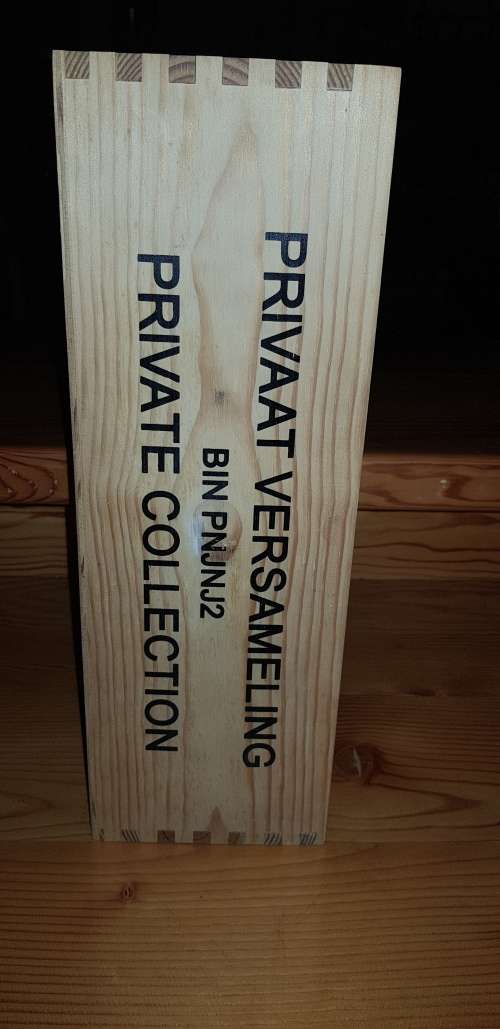 PRIVAAT VERSAMELING
BIN PNJNJ2
PRIVATE COLLECTION